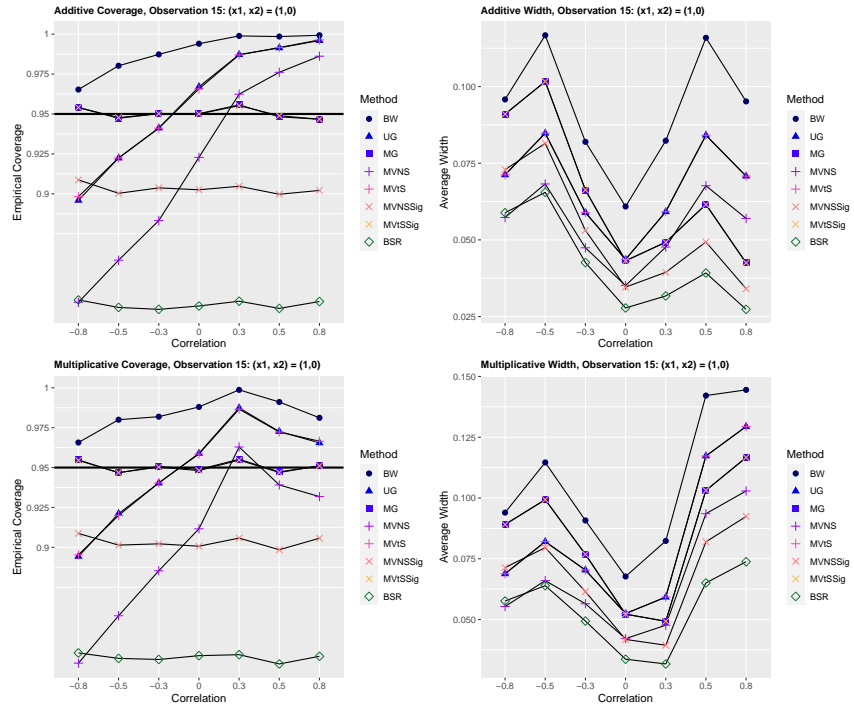 Additive Coverage, Observation 15: (x1, x2) = (1,0)
Empirical Coverage
1
0.975
0.95
0.925
0.9
−0.8 −0.5 −0.3 0 0.3 0.5 0.8
Correlation
Method
BW
UG
MG
MVNS
MVtS
MVNSSig
MVtSSig
BSR
Additive Width, Observation 15: (x1, x2) = (1,0)
Average Width
0.100
0.075
0.050
0.025
−0.8 −0.5 −0.3 0 0.3 0.5 0.8
Correlation
Method
BW
UG
MG
MVNS
MVtS
MVNSSig
MVtSSig
BSR
Multiplicative Coverage, Observation 15: (x1, x2) = (1,0)
Empirical Coverage
1
0.975
0.95
0.925
0.9
−0.8 −0.5 −0.3 0 0.3 0.5 0.8
Correlation
Method
BW
UG
MG
MVNS
MVtS
MVNSSig
MVtSSig
BSR
Multiplicative Width, Observation 15: (x1, x2) = (1,0)
Average Width
0.150
0.125
0.100
0.075
0.050
−0.8 −0.5 −0.3 0 0.3 0.5 0.8
Correlation
Method
BW
UG
MG
MVNS
MVtS
MVNSSig
MVtSSig
BSR